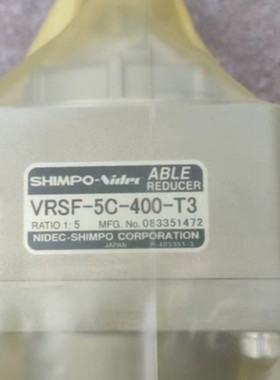 SHIMPO-Nidec ABLE REDUCER
VRSF-5C-400-T3
RATIO 1: 5 MFG. No. 083351472
NIDEC-SHIMPO CORPORATION
JAPAN